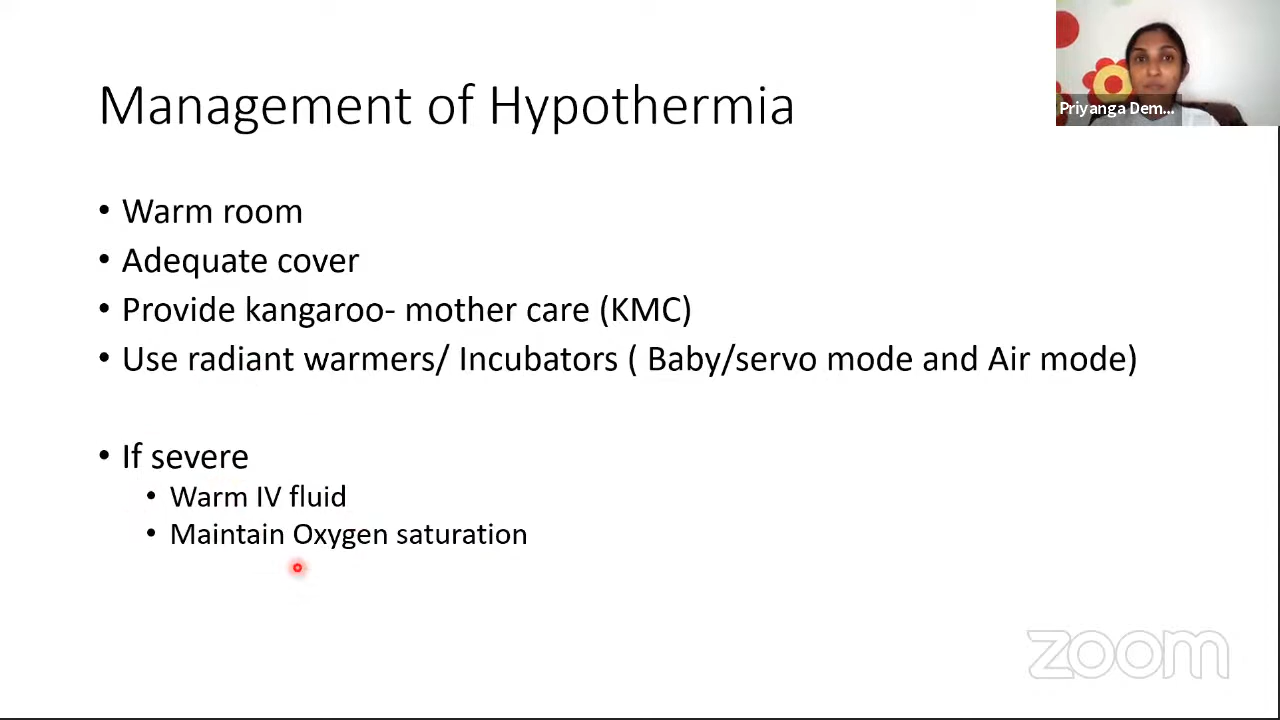 Management of Hypothermia
Priyanga Dem...
• Warm room
• Adequate cover
• Provide kangaroo- mother care (KMC)
• Use radiant warmers/ Incubators ( Baby/servo mode and Air mode)
• If severe
• Warm IV fluid
• Maintain Oxygen saturation
zoom